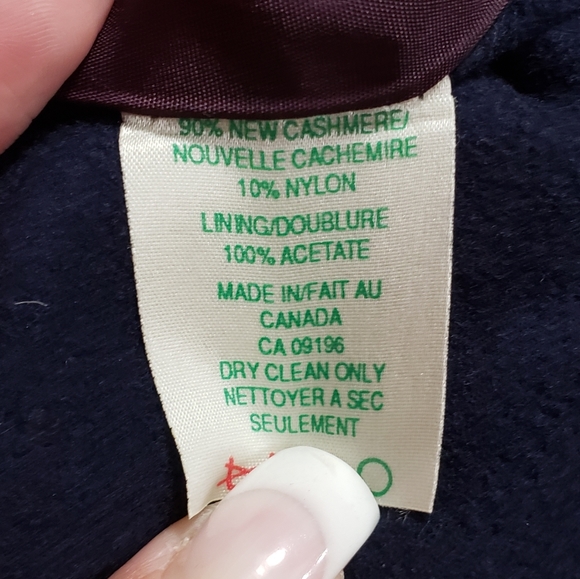 90% NEW CASHMERE/
NOUVELLE CACHEMIRE
10% NYLON
LINING/DOUBLURE
100% ACETATE
MADE IN/FAIT AU
CANADA
CA 09196
DRY CLEAN ONLY
NETTOYER A SEC
SEULEMENT